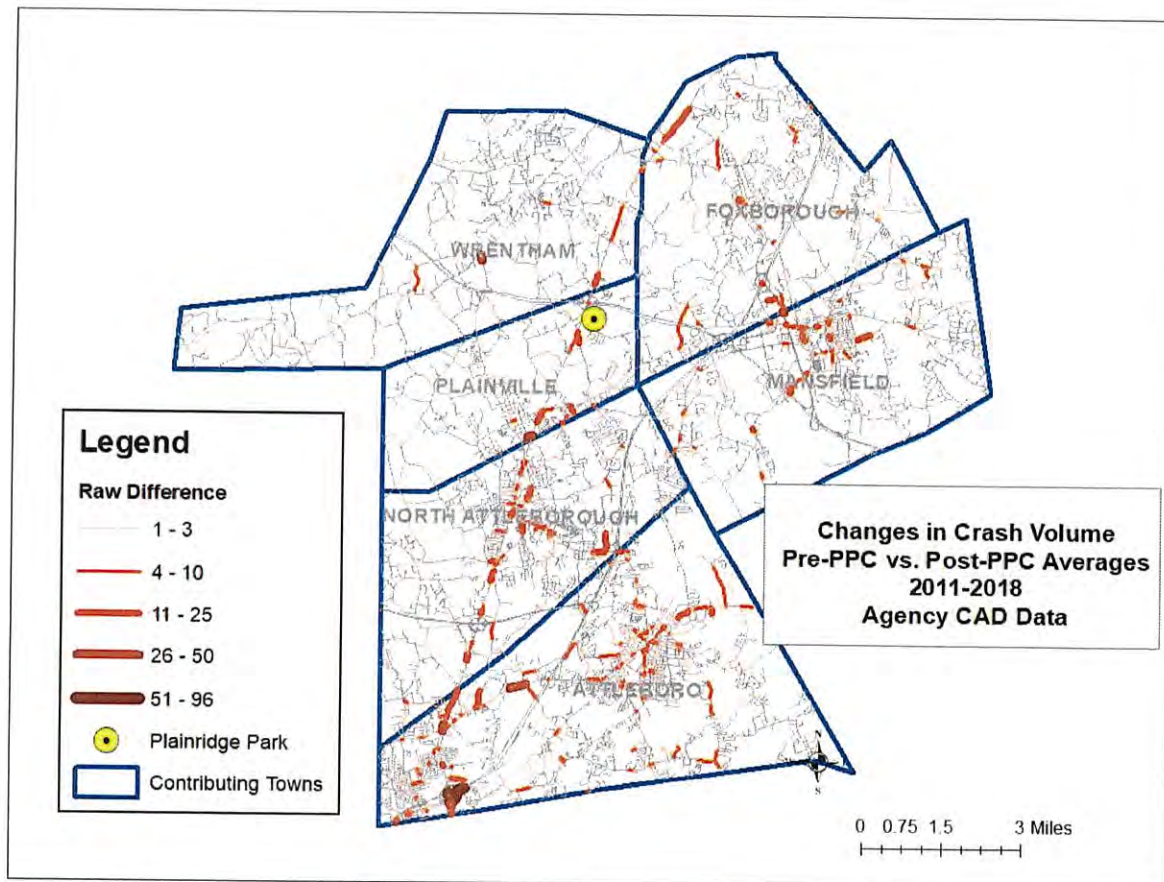 FOXBOROUGH
WRENTHAM
PLAINVILLE
MANSFIELD
NORTH ATTLEBOROUGH
ATTLEBORO
Legend
Raw Difference
1 - 3
4 - 10
11 - 25
26 - 50
51 - 96
Plainridge Park
Contributing Towns
Changes in Crash Volume
Pre-PPC vs. Post-PPC Averages
2011-2018
Agency CAD Data
N
S
0 0.75 1.5 3 Miles